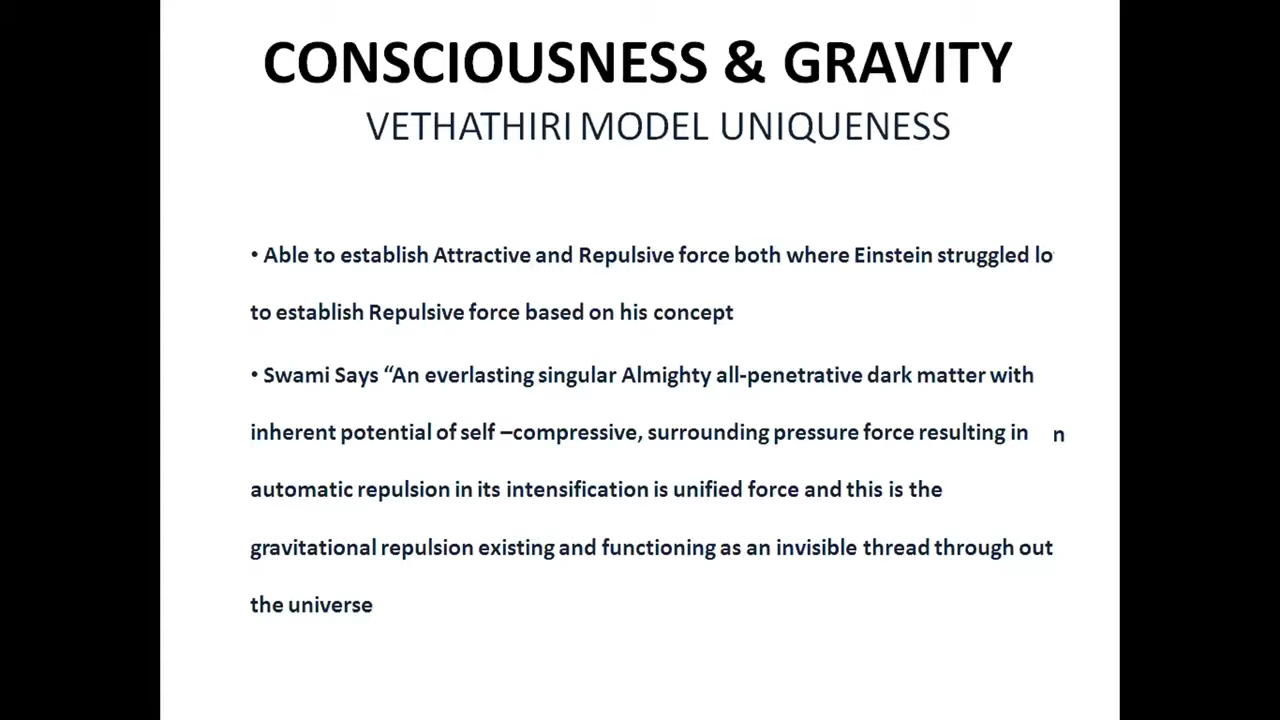 CONSCIOUSNESS & GRAVITY
VETHATHIRI MODEL UNIQUENESS
• Able to establish Attractive and Repulsive force both where Einstein struggled lo
to establish Repulsive force based on his concept
• Swami Says “An everlasting singular Almighty all-penetrative dark matter with
inherent potential of self –compressive, surrounding pressure force resulting in n
automatic repulsion in its intensification is unified force and this is the
gravitational repulsion existing and functioning as an invisible thread through out
the universe